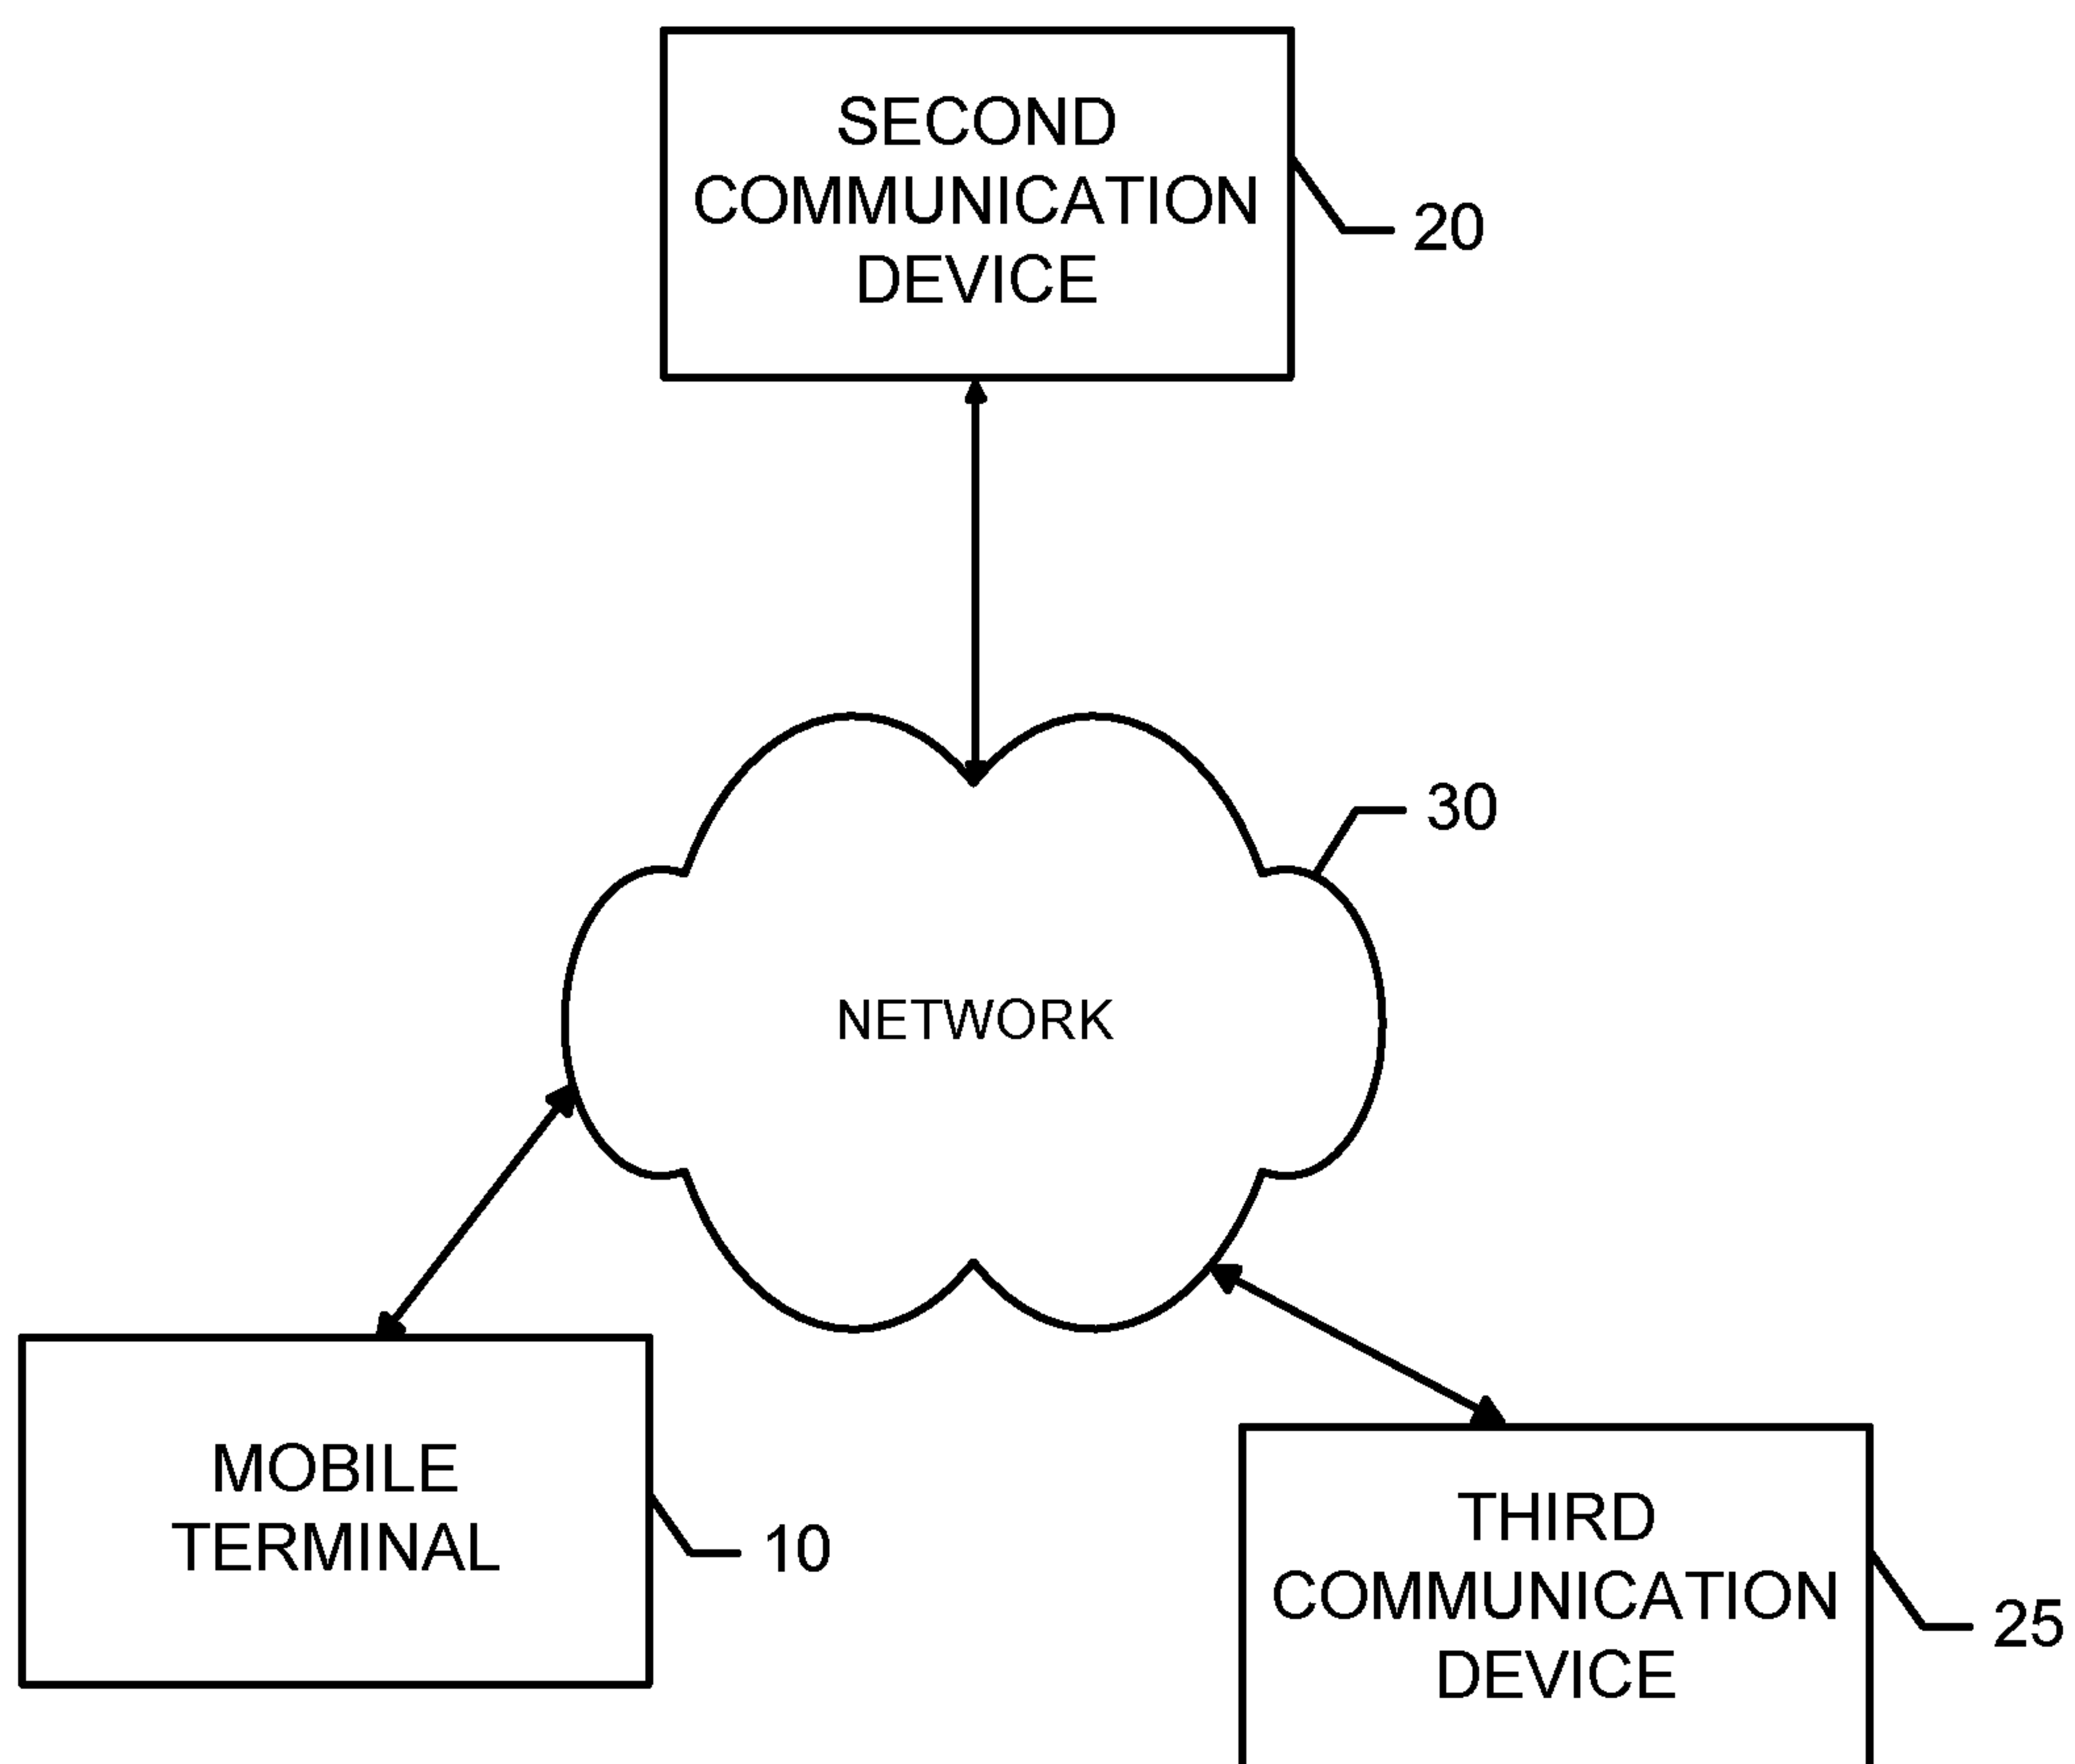 SECOND
COMMUNICATION
DEVICE
20
30
NETWORK
MOBILE
TERMINAL
10
THIRD
COMMUNICATION
DEVICE
25